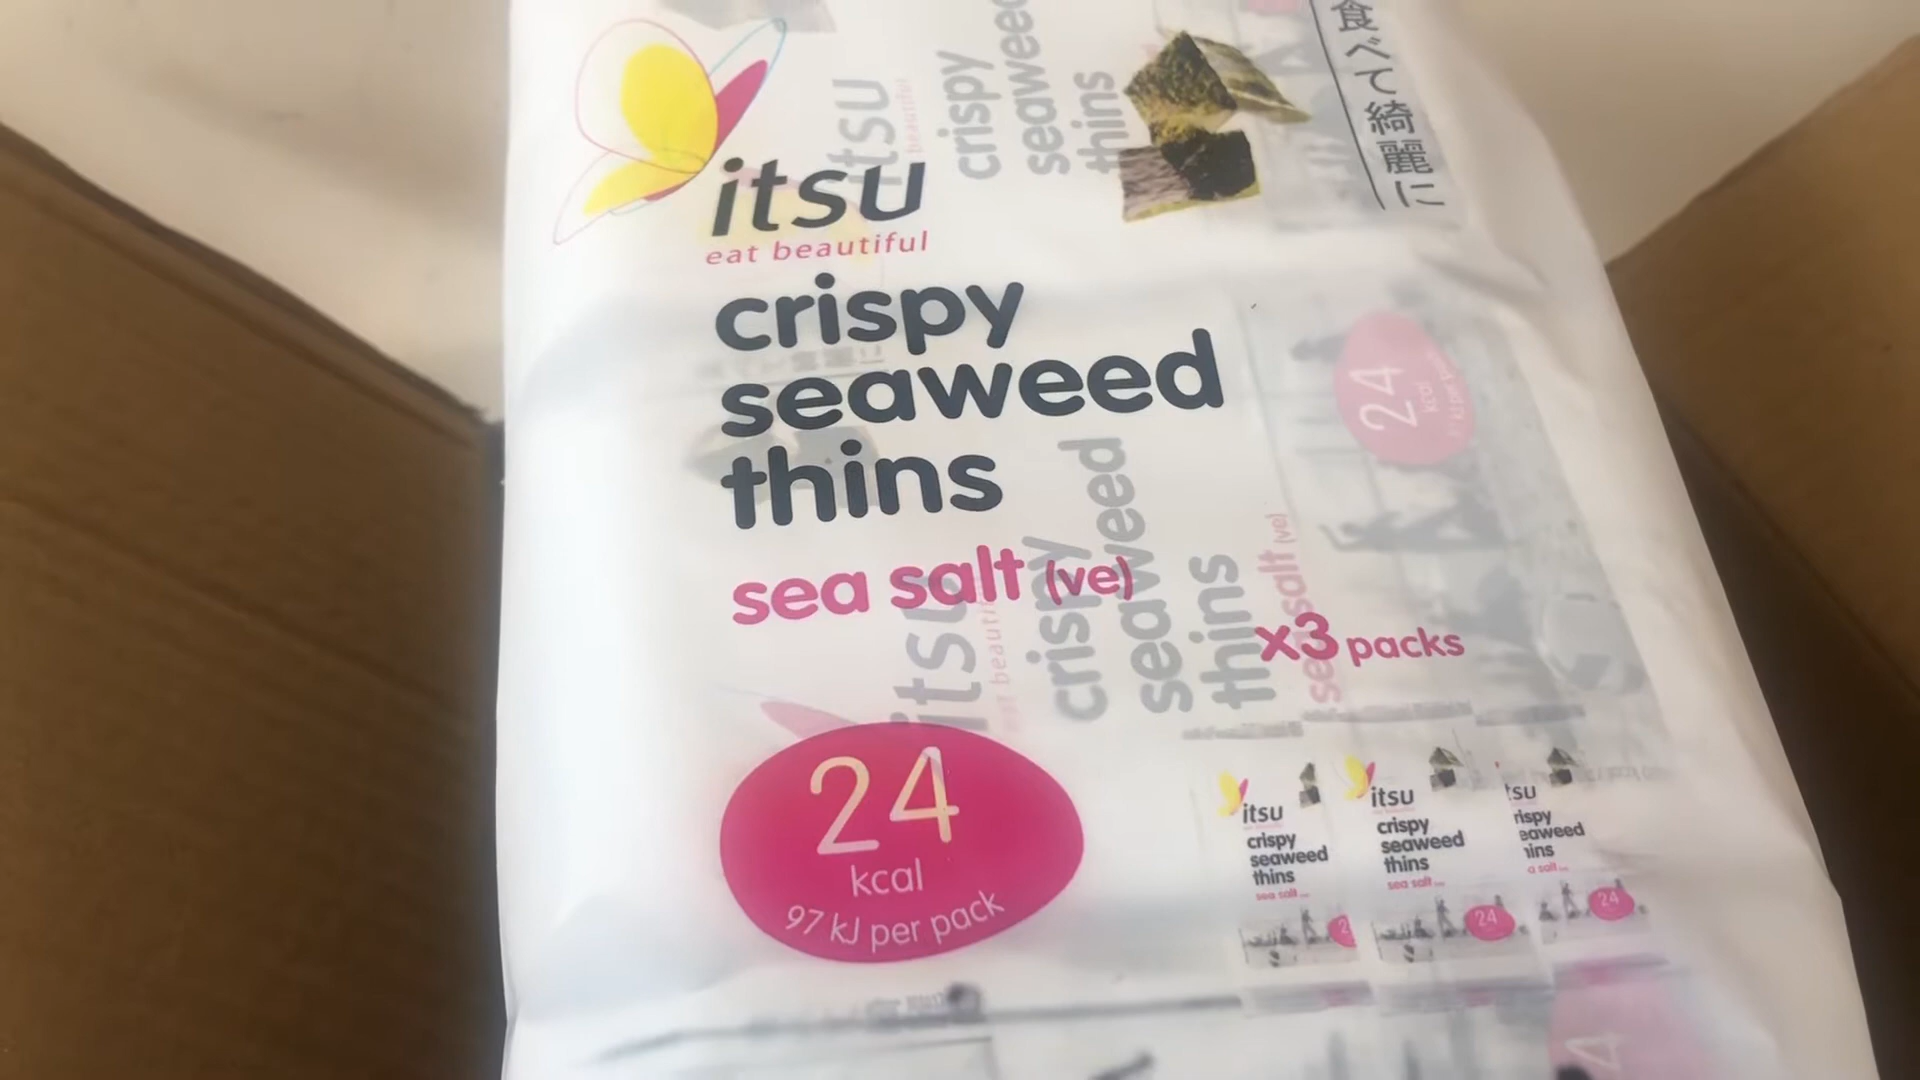 itsu
eat beautiful
crispy
seaweed
thins
sea salt (ve)
x3 packs
24
kcal
97 kJ per pack
食べて綺麗に
itsu
crispy
seaweed
thins
itsu
crispy
seaweed
thins
24
kcal
itsu
crispy
seaweed
thins
sea salt
itsu
crispy
seaweed
thins
sea salt
24
24